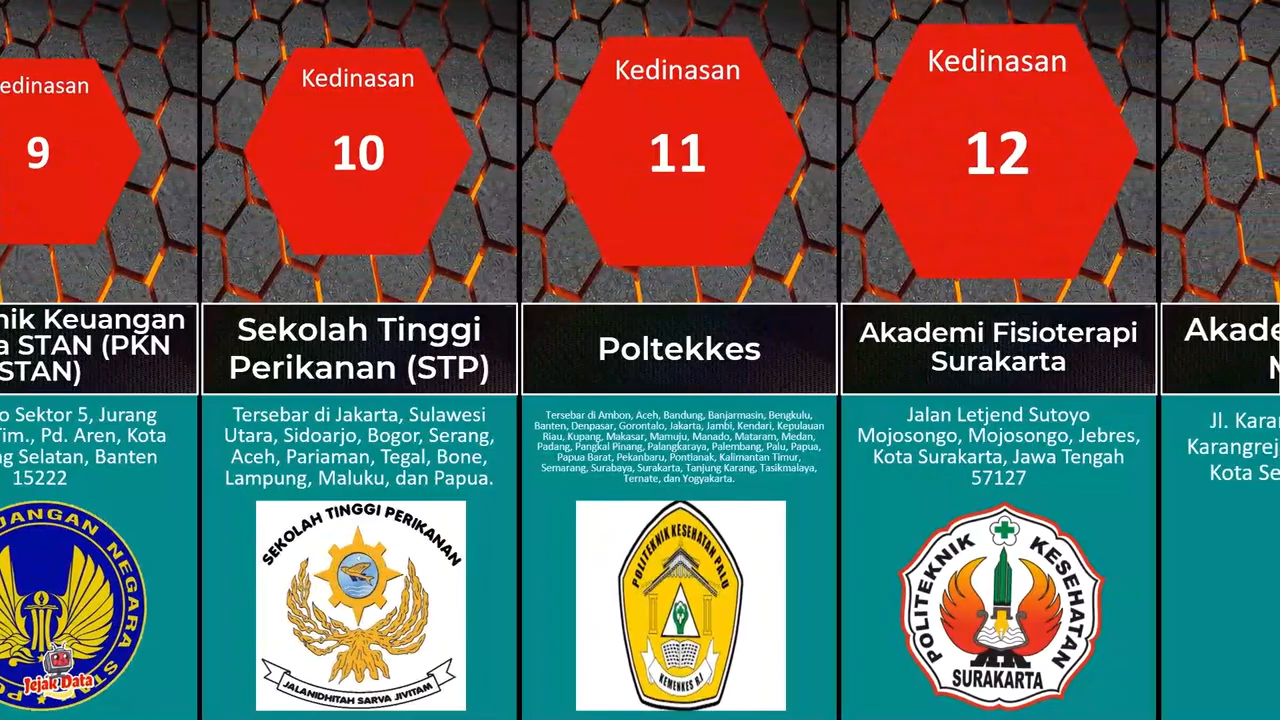 edinasan
9
nik Keuangan
a STAN (PKN
STAN)
o Sektor 5, Jurang
Tim., Pd. Aren, Kota
ng Selatan, Banten
15222
JANGAN NEGARA
Jejak Data
Kedinasan
10
Sekolah Tinggi
Perikanan (STP)
Tersebar di Jakarta, Sulawesi
Utara, Sidoarjo, Bogor, Serang,
Aceh, Pariaman, Tegal, Bone,
Lampung, Maluku, dan Papua.
SEKOLAH TINGGI PERIKANAN
JALANIDHITAH SARVA JIVITAM
Kedinasan
11
Poltekkes
Tersebar di Ambon, Aceh, Bandung, Banjarmasin, Bengkulu,
Banten, Denpasar, Gorontalo, Jakarta, Jambi, Kendari, Kepulauan
Riau, Kupang, Makasar, Mamuju, Manado, Mataram, Medan,
Padang, Pangkal Pinang, Palangkaraya, Palembang, Palu, Papua,
Papua Barat, Pekanbaru, Pontianak, Kalimantan Timur,
Semarang, Surabaya, Surakarta, Tanjung Karang, Tasikmalaya,
Ternate, dan Yogyakarta.
POLITEKNIK KESEHATAN PALU
KEMENKES R.I
Kedinasan
12
Akademi Fisioterapi
Surakarta
Jalan Letjend Sutoyo
Mojosongo, Mojosongo, Jebres,
Kota Surakarta, Jawa Tengah
57127
POLITEKNIK KESEHATAN
SURAKARTA
Akade
M
Jl. Kara
Karangrej
Kota Se